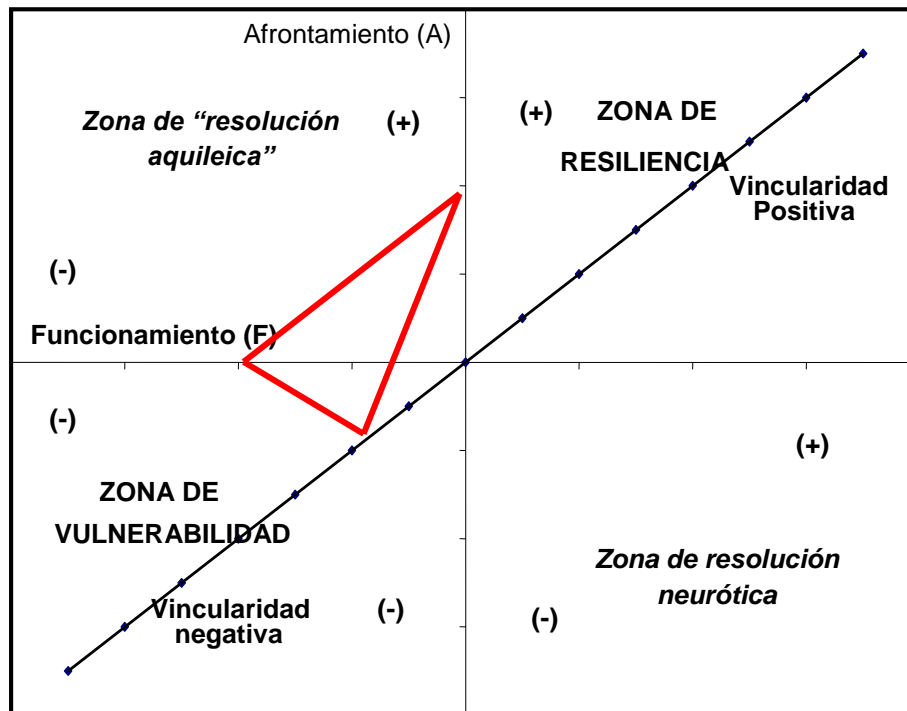 Afrontamiento (A)
Zona de “resolución
aquileica”
(+)
(+)
ZONA DE
RESILIENCIA
Vincularidad
Positiva
(-)
Funcionamiento (F)
(-)
(+)
ZONA DE
VULNERABILIDAD
Zona de resolución
neurótica
Vincularidad
negativa
(-)
(-)